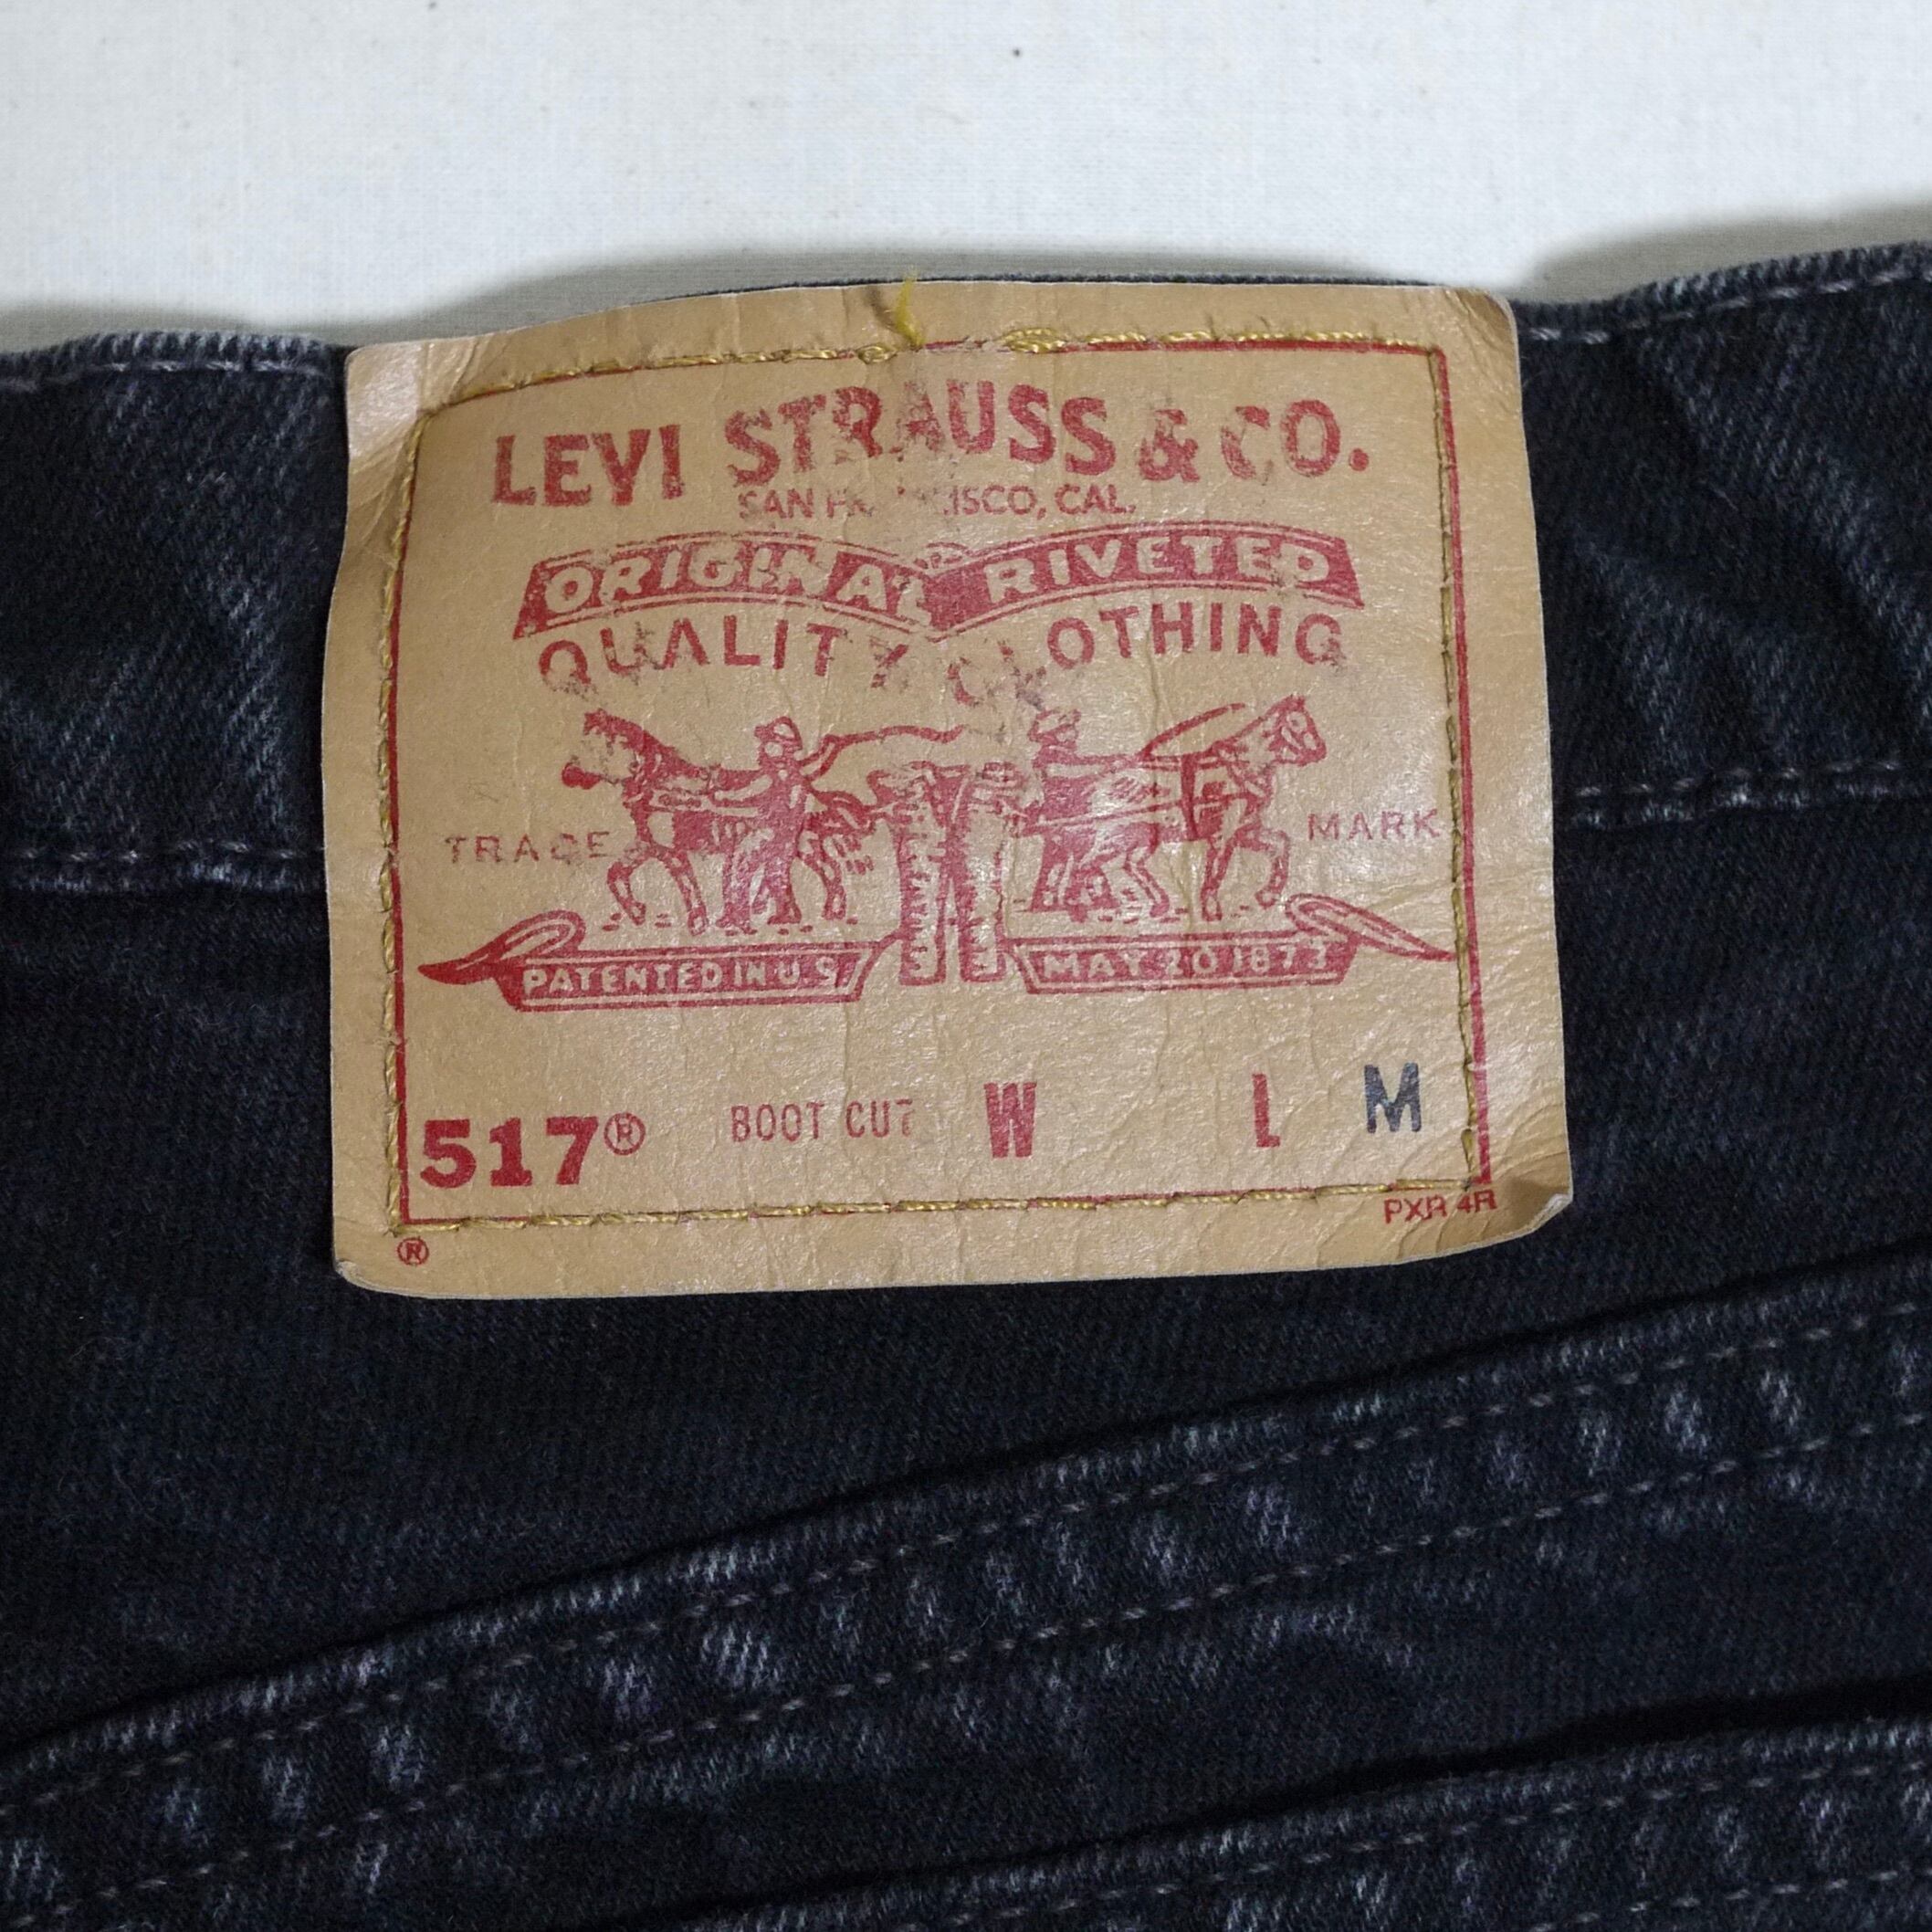 LEVI STRAUSS & CO.
SAN FRANCISCO, CAL.
ORIGINAL RIVETED
QUALITY CLOTHING
TRADE MARK
PATENTED IN U.S. MAY 20 1873
517® BOOT CUT W L M
PXR 4R
®